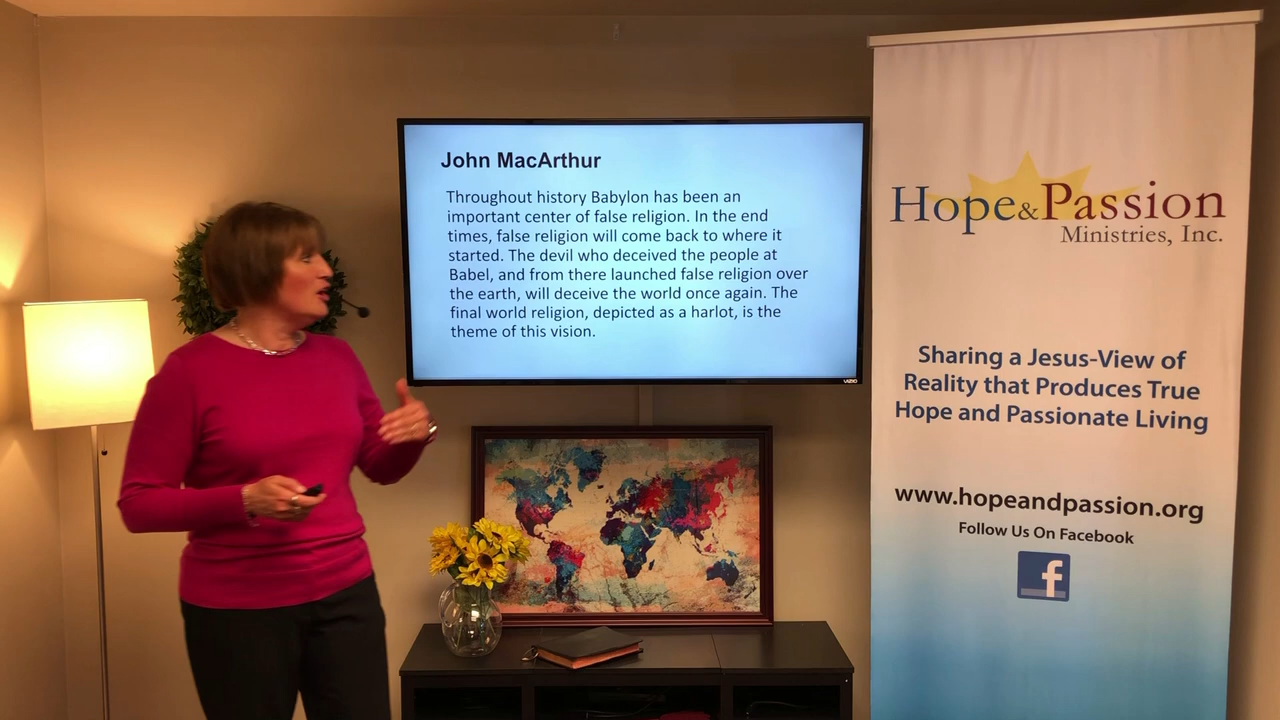 John MacArthur
Throughout history Babylon has been an
important center of false religion. In the end
times, false religion will come back to where it
started. The devil who deceived the people at
Babel, and from there launched false religion over
the earth, will deceive the world once again. The
final world religion, depicted as a harlot, is the
theme of this vision.
VIZIO
Hope&Passion
Ministries, Inc.
Sharing a Jesus-View of
Reality that Produces True
Hope and Passionate Living
www.hopeandpassion.org
Follow Us On Facebook
f